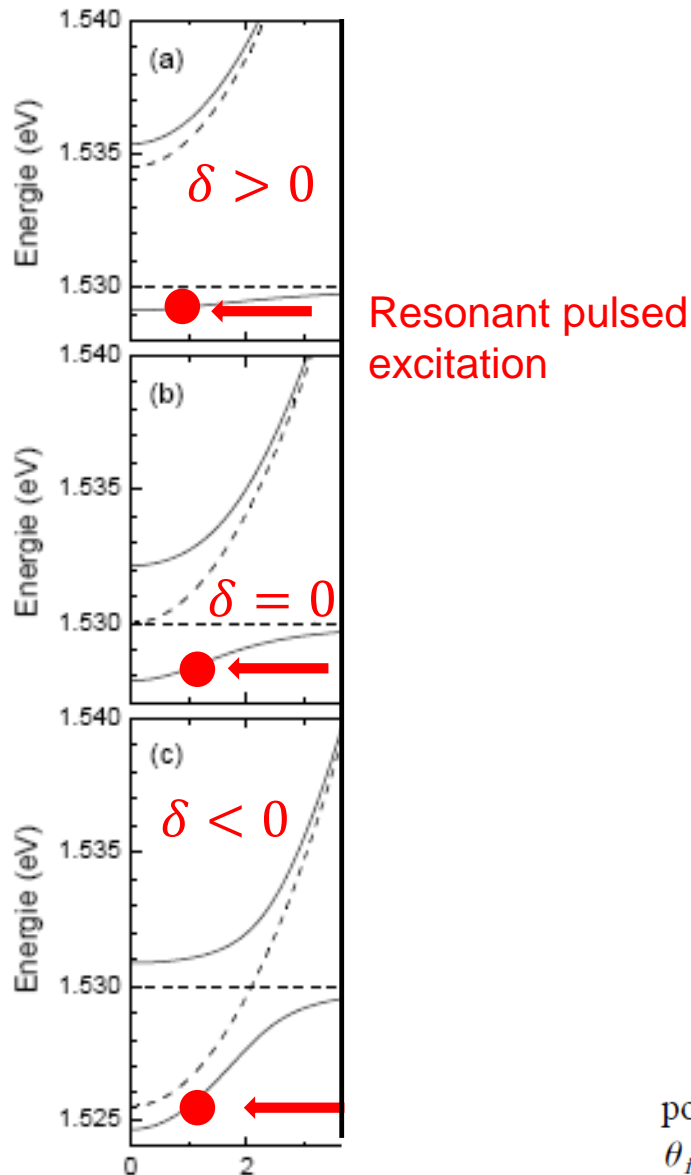 1.540
(a)
Energie (eV)
1.535
δ > 0
1.530
Resonant pulsed
excitation
1.540
(b)
Energie (eV)
1.535
δ = 0
1.530
1.540
(c)
Energie (eV)
δ < 0
1.535
1.530
1.525
0 2